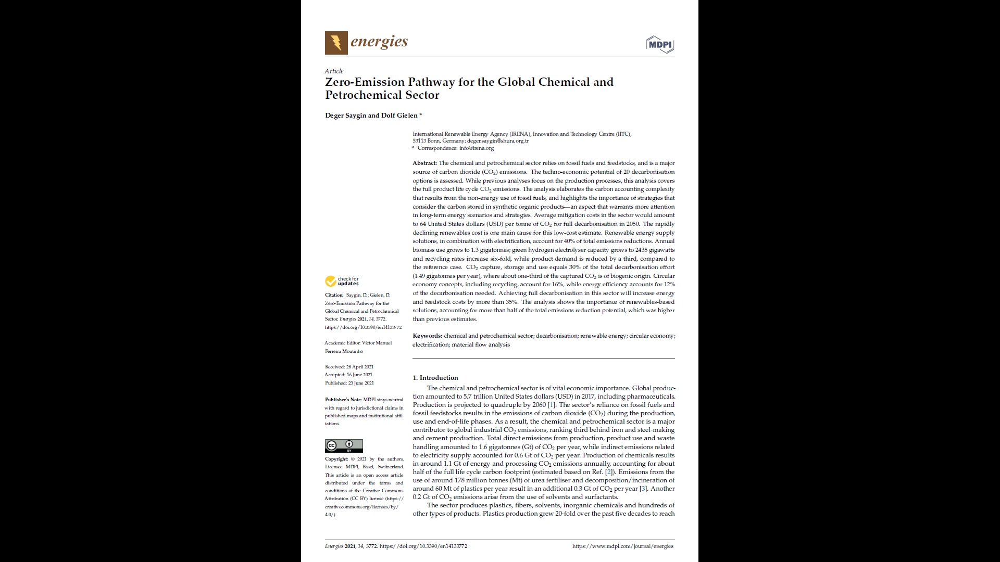 energies
MDPI
Article
Zero-Emission Pathway for the Global Chemical and
Petrochemical Sector
Deger Saygin and Dolf Gielen *
International Renewable Energy Agency (IRENA), Innovation and Technology Centre (IITC),
53113 Bonn, Germany; deger.saygin@shura.org.tr
* Correspondence: info@irena.org
Abstract: The chemical and petrochemical sector relies on fossil fuels and feedstocks, and is a major
source of carbon dioxide (CO2) emissions. The techno-economic potential of 20 decarbonisation
options is assessed. While previous analyses focus on the production processes, this analysis covers
the full product life cycle CO2 emissions. The analysis elaborates the carbon accounting complexity
that results from the non-energy use of fossil fuels, and highlights the importance of strategies that
consider the carbon stored in synthetic organic products—an aspect that warrants more attention
in long-term energy scenarios and strategies. Average mitigation costs in the sector would amount
to 64 United States dollars (USD) per tonne of CO2 for full decarbonisation in 2050. The rapidly
declining renewables cost is one main cause for this low-cost estimate. Renewable energy supply
solutions, in combination with electrification, account for 40% of total emissions reductions. Annual
biomass use grows to 1.3 gigatonnes; green hydrogen electrolyser capacity grows to 2435 gigawatts
and recycling rates increase six-fold, while product demand is reduced by a third, compared to
the reference case. CO2 capture, storage and use equals 30% of the total decarbonisation effort
(1.49 gigatonnes per year), where about one-third of the captured CO2 is of biogenic origin. Circular
economy concepts, including recycling, account for 16%, while energy efficiency accounts for 12%
of the decarbonisation needed. Achieving full decarbonisation in this sector will increase energy
and feedstock costs by more than 35%. The analysis shows the importance of renewables-based
solutions, accounting for more than half of the total emissions reduction potential, which was higher
than previous estimates.
Keywords: chemical and petrochemical sector; decarbonisation; renewable energy; circular economy;
electrification; material flow analysis
check for
updates
Citation: Saygin, D.; Gielen, D.
Zero-Emission Pathway for the
Global Chemical and Petrochemical
Sector. Energies 2021, 14, 3772.
https://doi.org/10.3390/en14133772
Academic Editor: Victor Manuel
Ferreira Moutinho
Received: 28 April 2021
Accepted: 16 June 2021
Published: 23 June 2021
Publisher's Note: MDPI stays neutral
with regard to jurisdictional claims in
published maps and institutional affil-
iations.
cc
BY
Copyright: © 2021 by the authors.
Licensee MDPI, Basel, Switzerland.
This article is an open access article
distributed under the terms and
conditions of the Creative Commons
Attribution (CC BY) license (https://
creativecommons.org/licenses/by/
4.0/).
1. Introduction
The chemical and petrochemical sector is of vital economic importance. Global produc-
tion amounted to 5.7 trillion United States dollars (USD) in 2017, including pharmaceuticals.
Production is projected to quadruple by 2060 [1]. The sector's reliance on fossil fuels and
fossil feedstocks results in the emissions of carbon dioxide (CO2) during the production,
use and end-of-life phases. As a result, the chemical and petrochemical sector is a major
contributor to global industrial CO2 emissions, ranking third behind iron and steel-making
and cement production. Total direct emissions from production, product use and waste
handling amounted to 1.6 gigatonnes (Gt) of CO2 per year, while indirect emissions related
to electricity supply accounted for 0.6 Gt of CO2 per year. Production of chemicals results
in around 1.1 Gt of energy and processing CO2 emissions annually, accounting for about
half of the full life cycle carbon footprint (estimated based on Ref. [2]). Emissions from the
use of around 178 million tonnes (Mt) of urea fertiliser and decomposition/incineration of
around 60 Mt of plastics per year result in an additional 0.3 Gt of CO2 per year [3]. Another
0.2 Gt of CO2 emissions arise from the use of solvents and surfactants.
The sector produces plastics, fibers, solvents, inorganic chemicals and hundreds of
other types of products. Plastics production grew 20-fold over the past five decades to reach
Energies 2021, 14, 3772. https://doi.org/10.3390/en14133772
https://www.mdpi.com/journal/energies